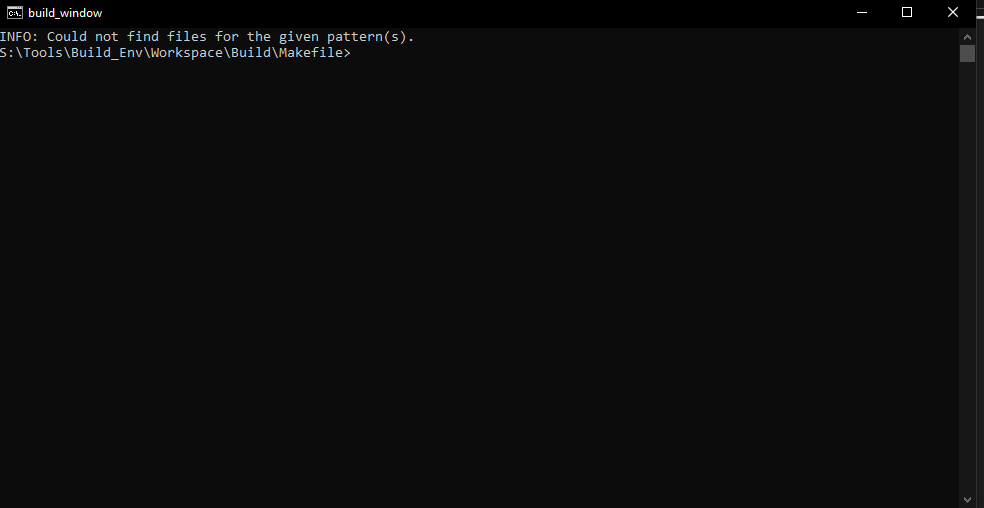 build_window
INFO: Could not find files for the given pattern(s).
S:\Tools\Build_Env\Workspace\Build\Makefile>